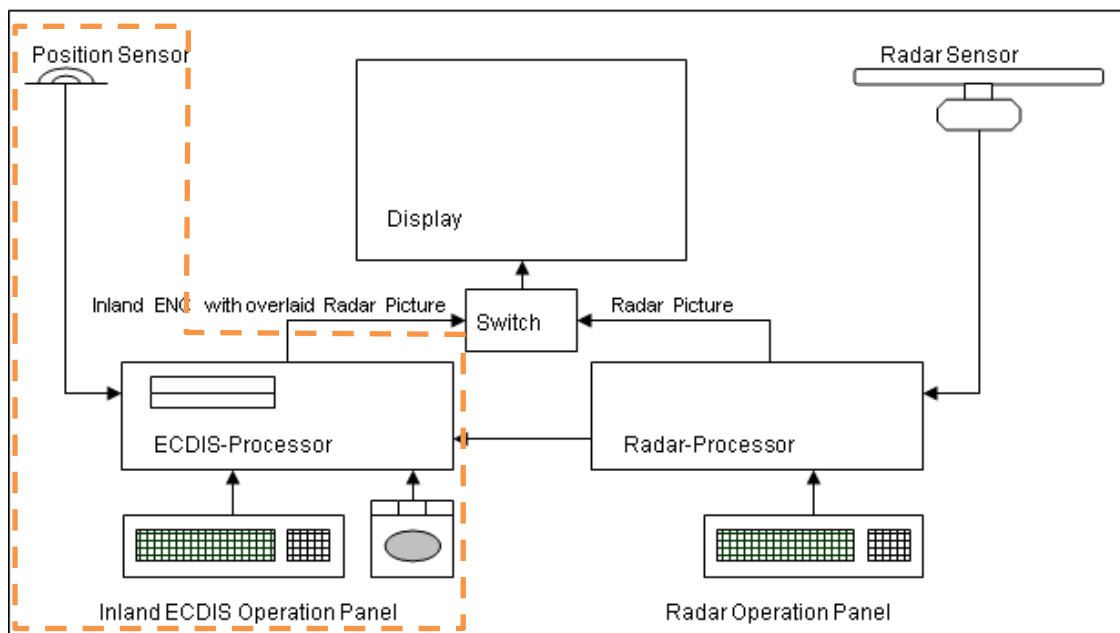 Position Sensor
Radar Sensor
Display
Inland ENC with overlaid Radar Picture
Switch
Radar Picture
ECDIS-Processor
Radar-Processor
Inland ECDIS Operation Panel
Radar Operation Panel